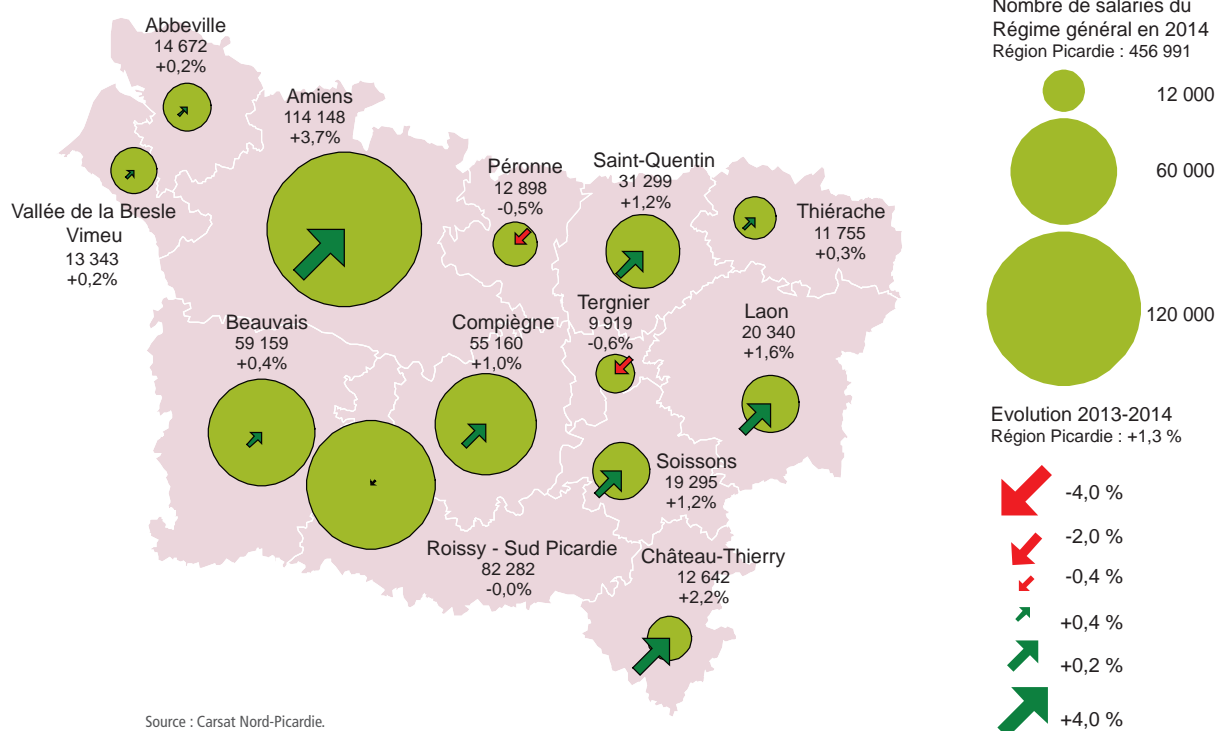 Abbeville
14 672
+0,2%
Amiens
114 148
+3,7%
Péronne
12 898
-0,5%
Saint-Quentin
31 299
+1,2%
Thiérache
11 755
+0,3%
Vallée de la Bresle
Vimeu
13 343
+0,2%
Beauvais
59 159
+0,4%
Compiègne
55 160
+1,0%
Tergnier
9 919
-0,6%
Laon
20 340
+1,6%
Soissons
19 295
+1,2%
Roissy - Sud Picardie
82 282
-0,0%
Château-Thierry
12 642
+2,2%
Source : Carsat Nord-Picardie.
Nombre de salariés du
Régime général en 2014
Région Picardie : 456 991
12 000
60 000
120 000
Evolution 2013-2014
Région Picardie : +1,3 %
-4,0 %
-2,0 %
-0,4 %
+0,4 %
+0,2 %
+4,0 %